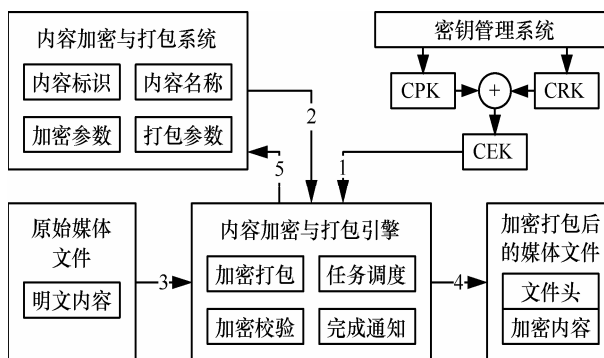 内容加密与打包系统
内容标识 内容名称
加密参数 打包参数
密钥管理系统
CPK + CRK
CEK
2
1
5
原始媒体
文件
明文内容
3
内容加密与打包引擎
加密打包 任务调度
加密校验 完成通知
4
加密打包后
的媒体文件
文件头
加密内容